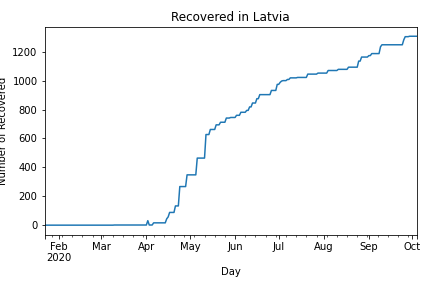 Recovered in Latvia
Number of Recovered
1200
1000
800
600
400
200
0
Feb Mar Apr May Jun Jul Aug Sep Oct
2020
Day